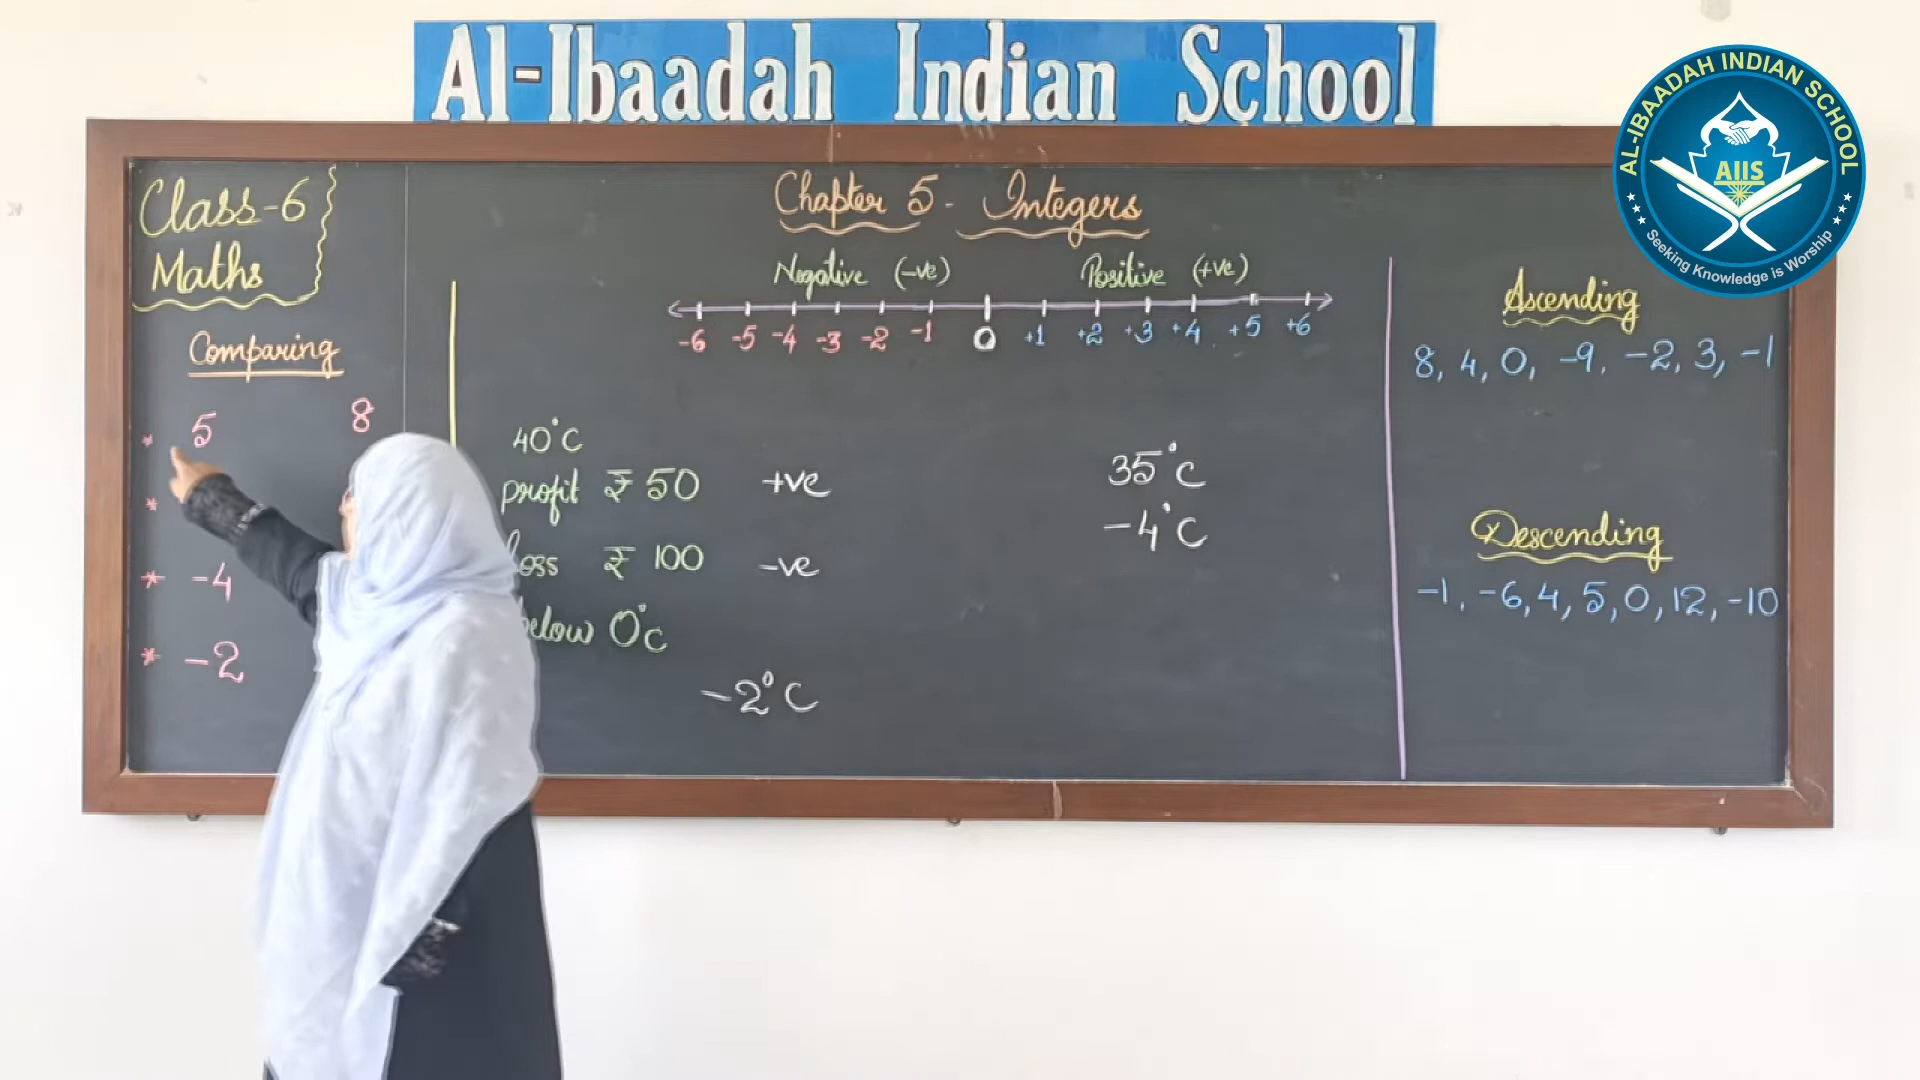 Al-Ibaadah Indian School
AL-IBAADAH INDIAN SCHOOL
AIIS
Seeking Knowledge is Worship
Class-6
Maths
Chapter 5 - Integers
Negative (-ve) Positive (+ve)
-6 -5 -4 -3 -2 -1 0 +1 +2 +3 +4 +5 +6
Comparing
* 5 8
*
* -4
* -2
40°C
profit ₹ 50 +ve
loss ₹ 100 -ve
below 0°C
-2°C
35°C
-4°C
Ascending
8, 4, 0, -9, -2, 3, -1
Descending
-1, -6, 4, 5, 0, 12, -10